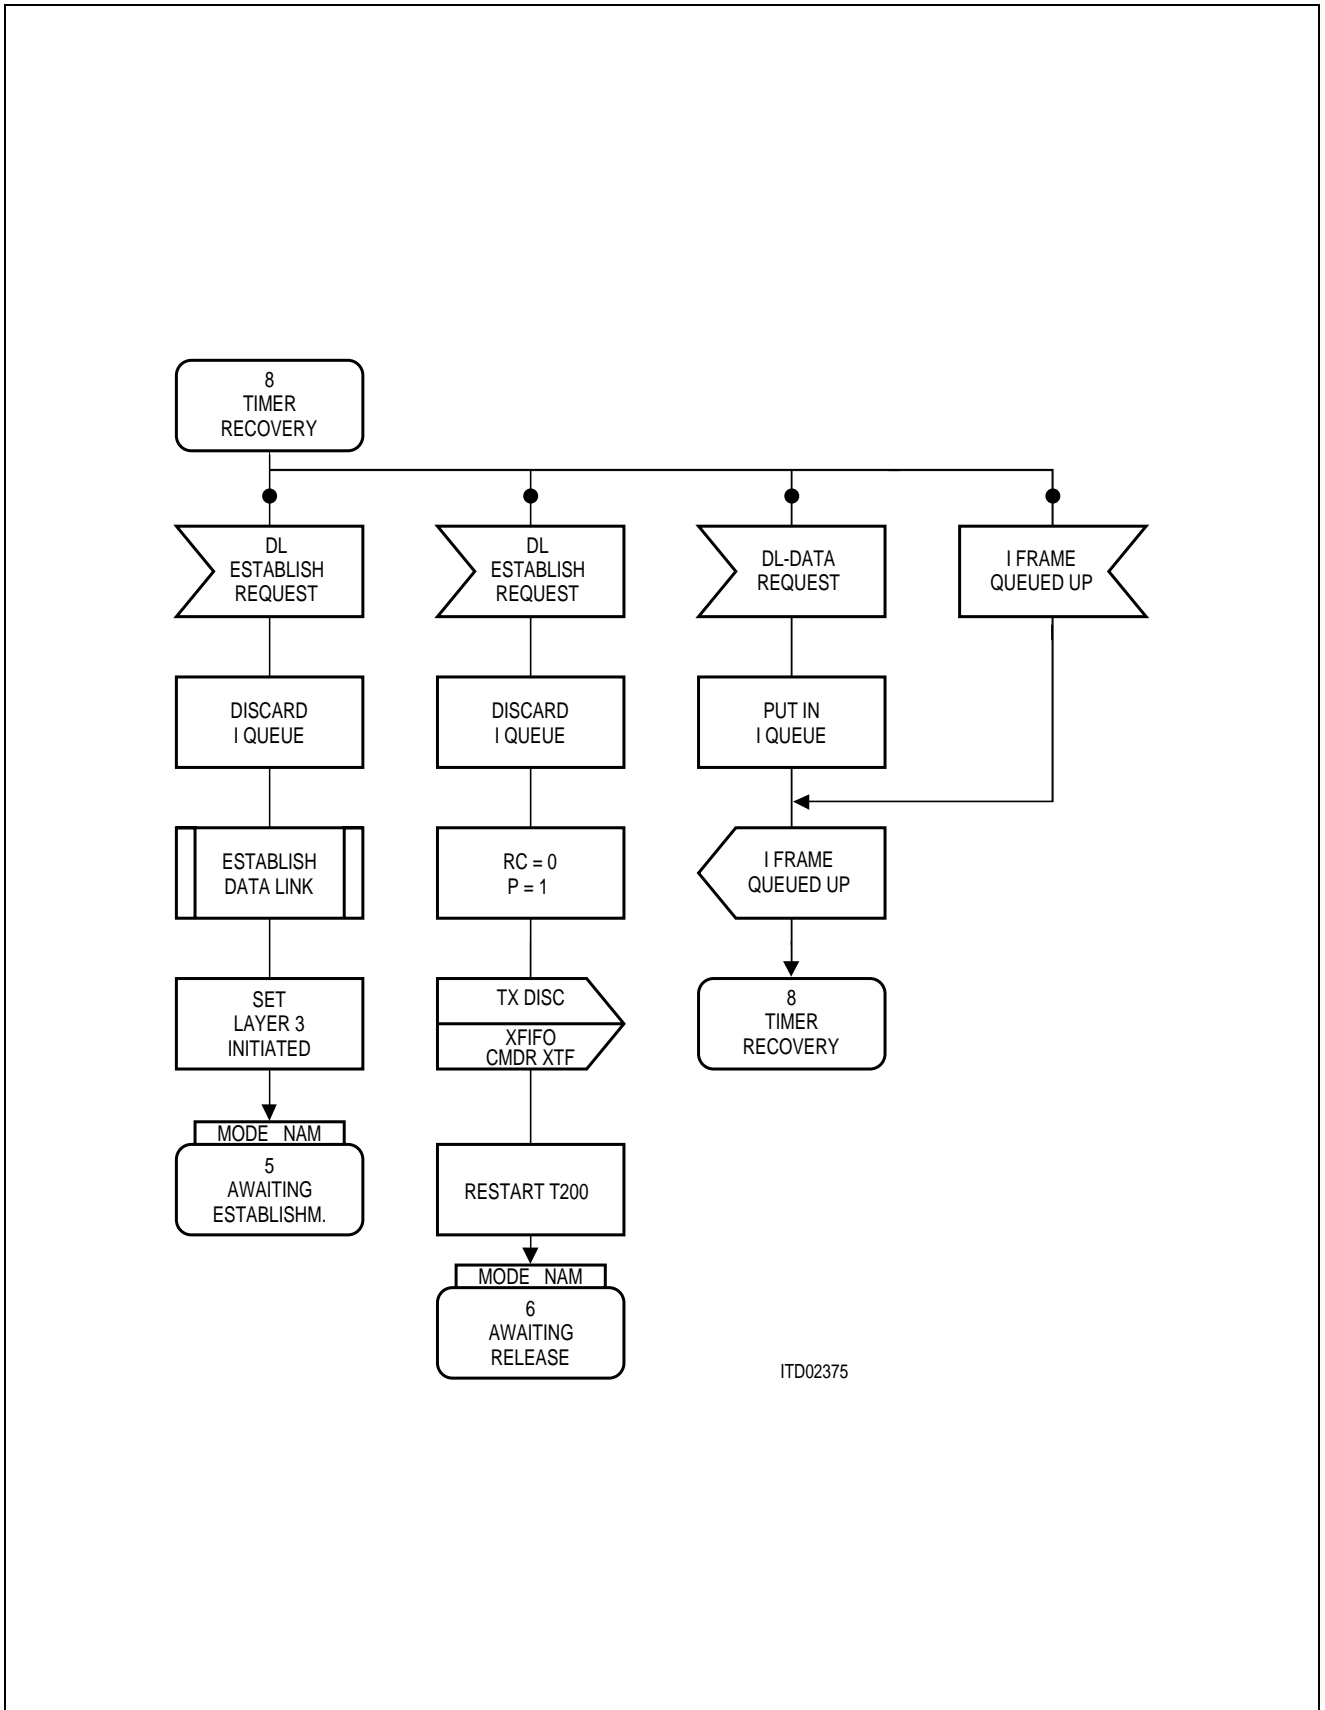 8
TIMER
RECOVERY
DL
ESTABLISH
REQUEST
DL
ESTABLISH
REQUEST
DL-DATA
REQUEST
I FRAME
QUEUED UP
DISCARD
I QUEUE
DISCARD
I QUEUE
PUT IN
I QUEUE
ESTABLISH
DATA LINK
RC = 0
P = 1
I FRAME
QUEUED UP
SET
LAYER 3
INITIATED
TX DISC
XFIFO
CMDR XTF
8
TIMER
RECOVERY
MODE NAM
5
AWAITING
ESTABLISHM.
RESTART T200
MODE NAM
6
AWAITING
RELEASE
ITD02375